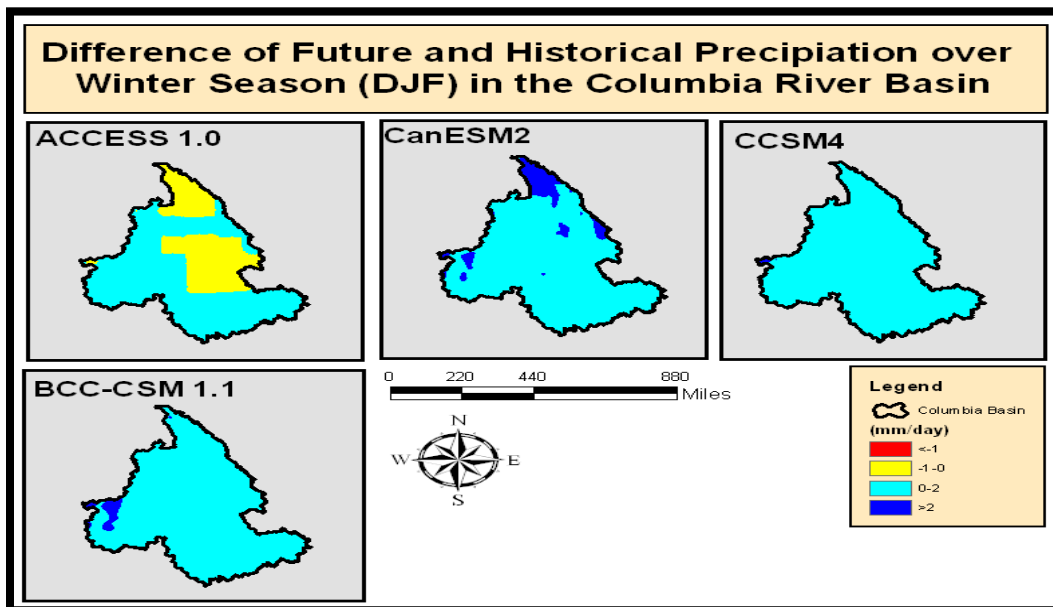 Difference of Future and Historical Precipiation over
Winter Season (DJF) in the Columbia River Basin
ACCESS 1.0
CanESM2
CCSM4
BCC-CSM 1.1
0 220 440 880
Miles
N
W E
S
Legend
Columbia Basin
(mm/day)
<-1
-1 -0
0-2
>2